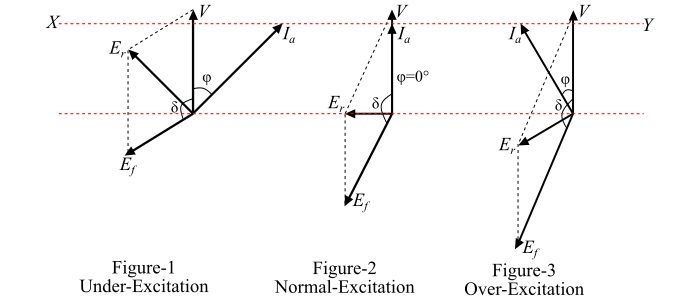 X
V
I_a
E_r
φ
δ
E_f
Figure-1
Under-Excitation
V
I_a
φ=0°
E_r
δ
E_f
Figure-2
Normal-Excitation
I_a
V
Y
φ
δ
E_r
E_f
Figure-3
Over-Excitation